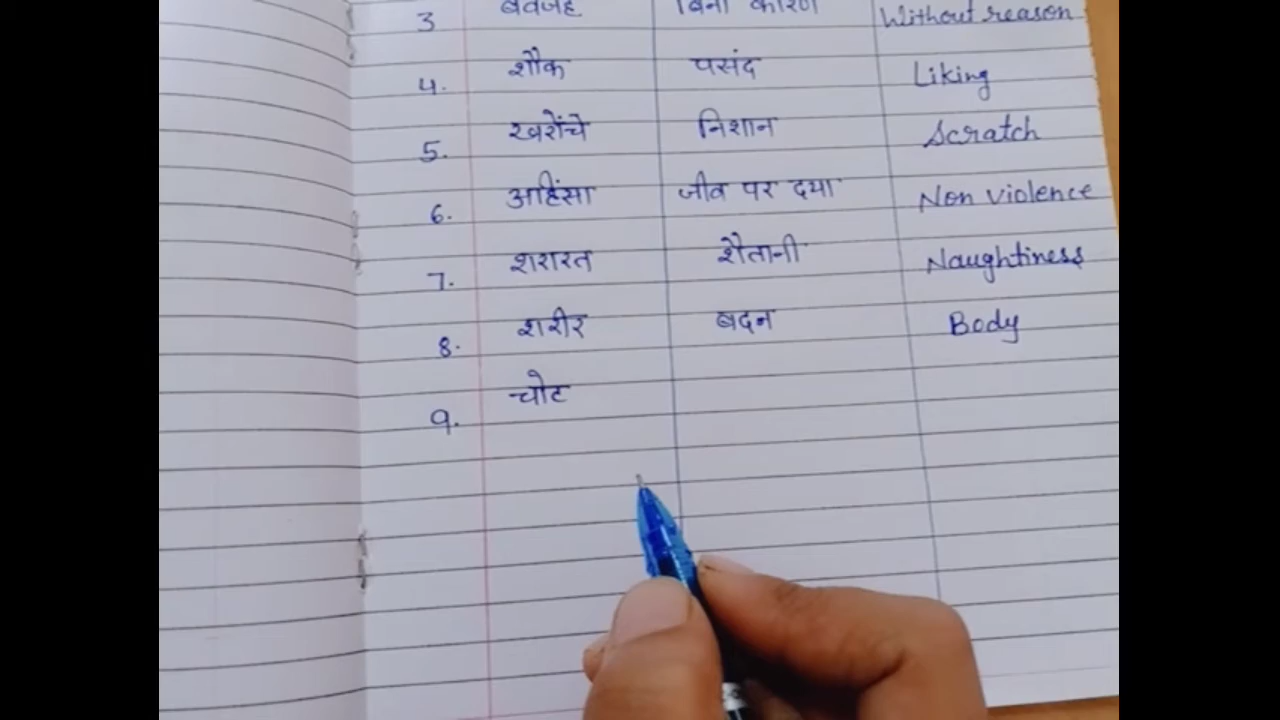 3 बेवजह बिना कारण Without reason
4. शौक पसंद Liking
5. खरोंचे निशान Scratch
6. अहिंसा जीव पर दया Non violence
7. शरारत शैतानी Naughtiness
8. शरीर बदन Body
9. चोट